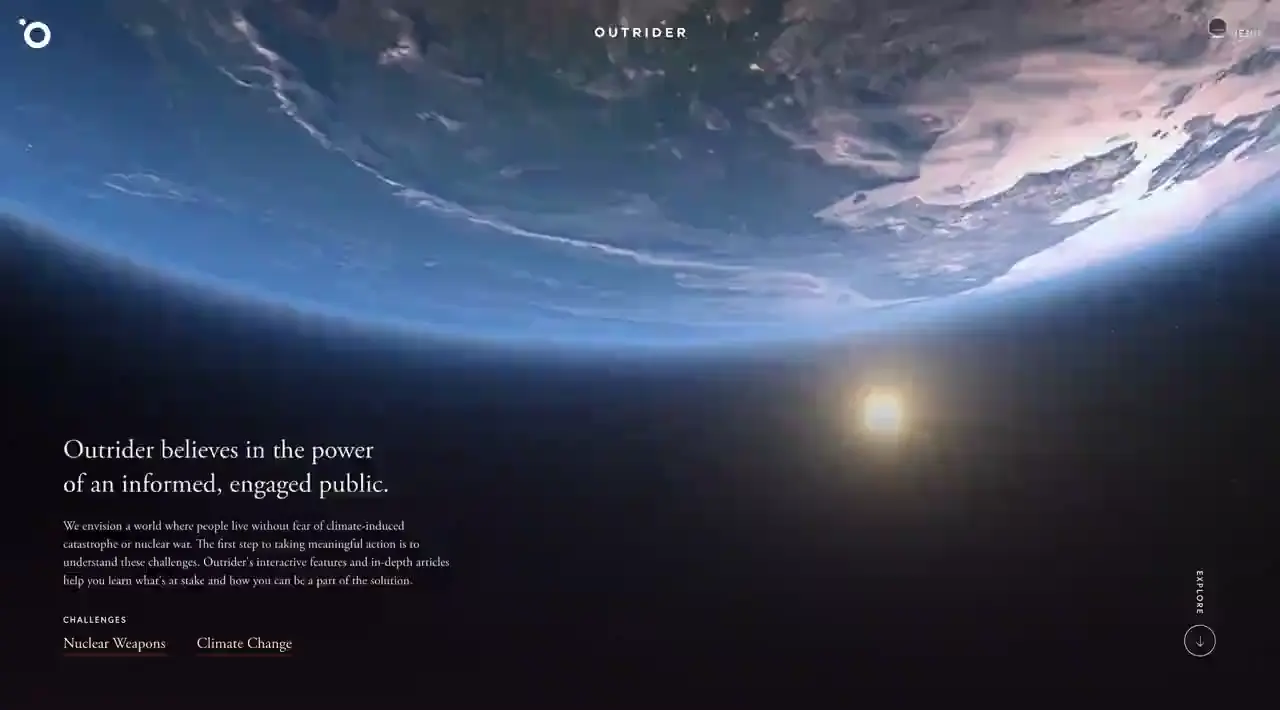 OUTRIDER
Outrider believes in the power
of an informed, engaged public.
We envision a world where people live without fear of climate-induced
catastrophe or nuclear war. The first step to taking meaningful action is to
understand these challenges. Outrider's interactive features and in-depth articles
help you learn what's at stake and how you can be a part of the solution.
CHALLENGES
Nuclear Weapons Climate Change
EXPLORE